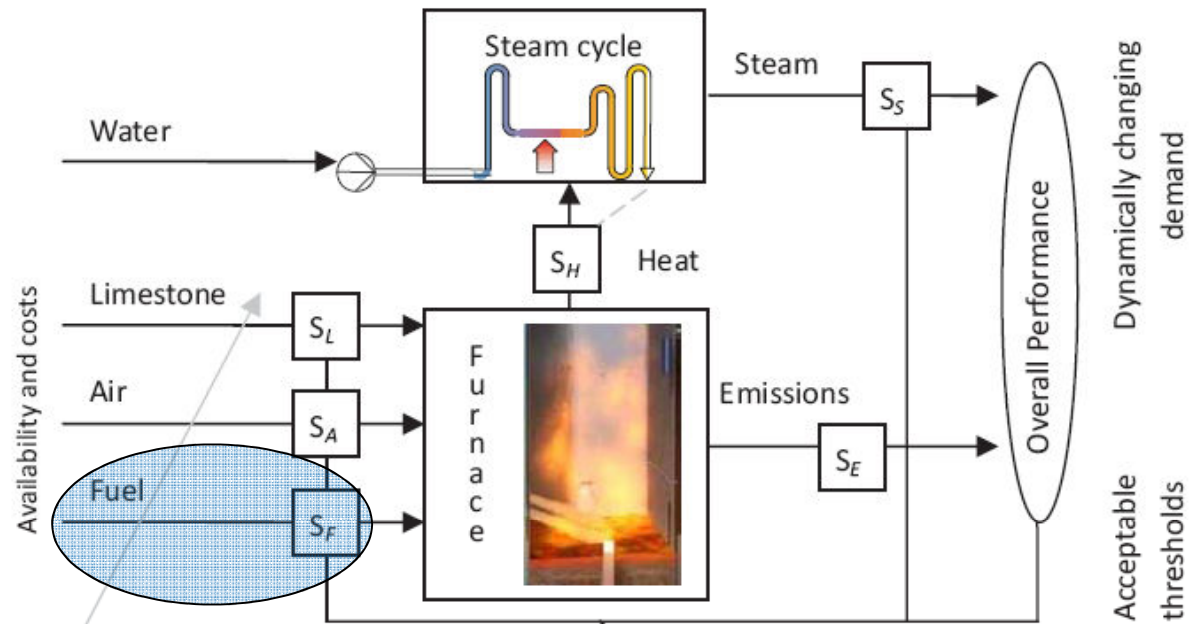 Steam cycle
Steam
S_S
Water
S_H
Heat
Limestone
S_L
Air
S_A
Fuel
S_F
Furnace
Emissions
S_E
Availability and costs
Overall Performance
Dynamically changing
demand
Acceptable
thresholds